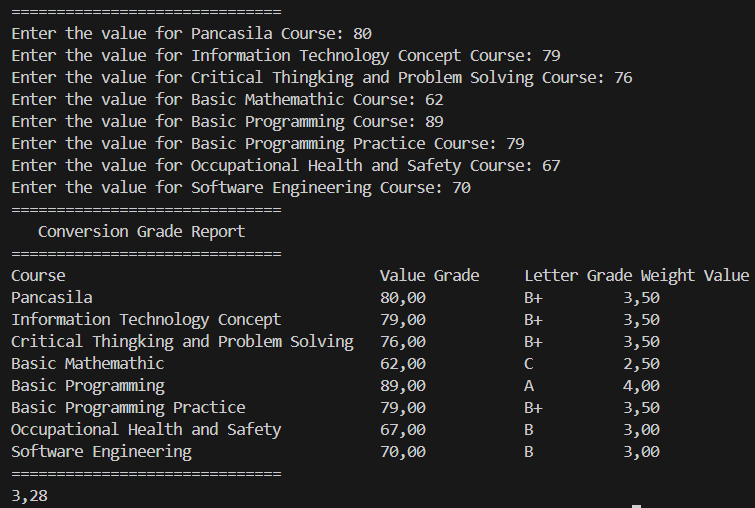 ==============================
Enter the value for Pancasila Course: 80
Enter the value for Information Technology Concept Course: 79
Enter the value for Critical Thingking and Problem Solving Course: 76
Enter the value for Basic Mathemathic Course: 62
Enter the value for Basic Programming Course: 89
Enter the value for Basic Programming Practice Course: 79
Enter the value for Occupational Health and Safety Course: 67
Enter the value for Software Engineering Course: 70
==============================
   Conversion Grade Report
==============================
Course                                   Value Grade     Letter Grade Weight Value
Pancasila                                80,00           B+         3,50
Information Technology Concept           79,00           B+         3,50
Critical Thingking and Problem Solving   76,00           B+         3,50
Basic Mathemathic                        62,00           C          2,50
Basic Programming                        89,00           A          4,00
Basic Programming Practice               79,00           B+         3,50
Occupational Health and Safety           67,00           B          3,00
Software Engineering                     70,00           B          3,00
==============================
3,28